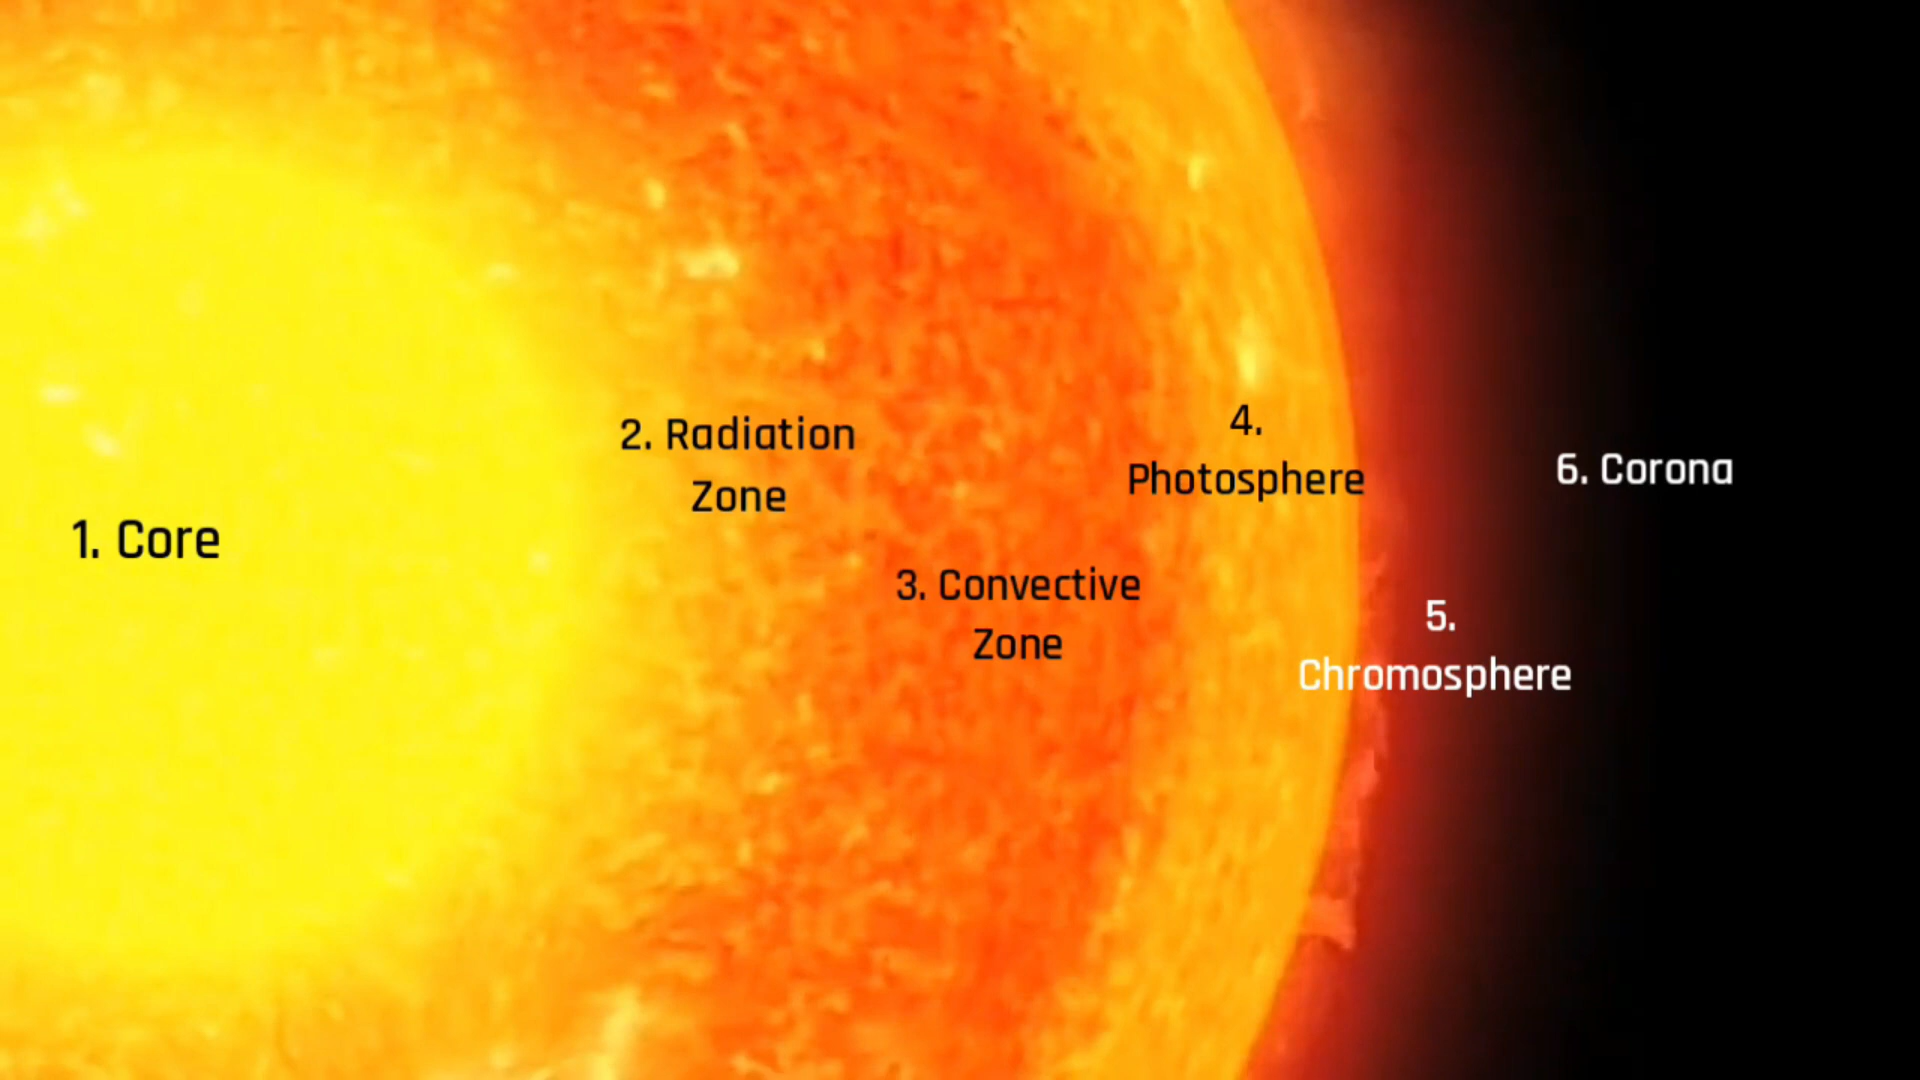 1. Core
2. Radiation
Zone
3. Convective
Zone
4.
Photosphere
5.
Chromosphere
6. Corona